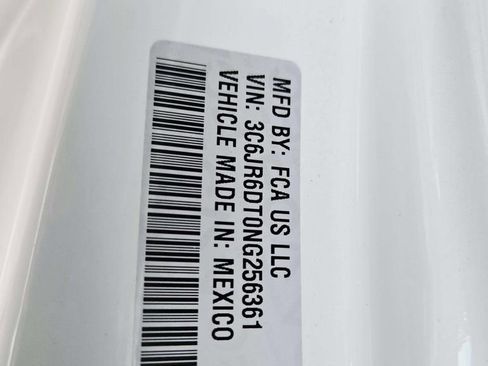 MFD BY: FCA US LLC
VIN: 3C6JR6DT0NG256361
VEHICLE MADE IN: MEXICO